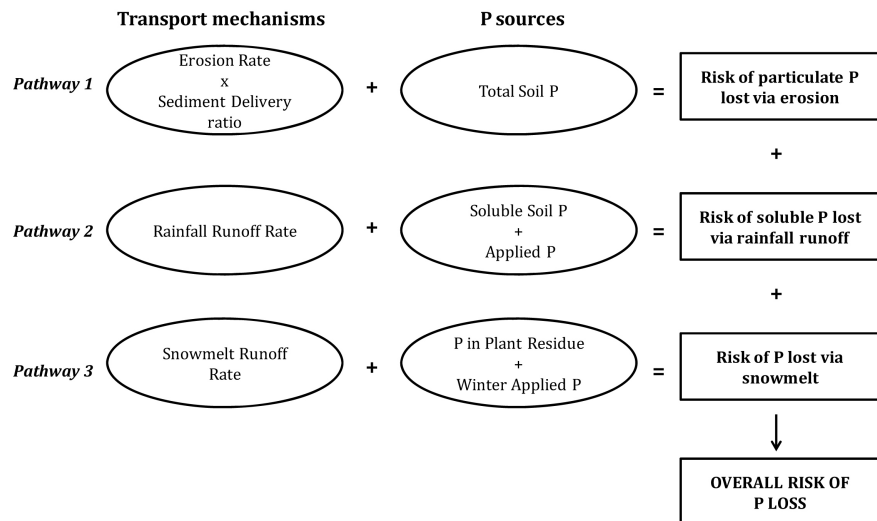 Transport mechanisms
P sources
Pathway 1
Erosion Rate
x
Sediment Delivery
ratio
+
Total Soil P
=
Risk of particulate P
lost via erosion
+
Pathway 2
Rainfall Runoff Rate
+
Soluble Soil P
+
Applied P
=
Risk of soluble P lost
via rainfall runoff
+
Pathway 3
Snowmelt Runoff
Rate
+
P in Plant Residue
+
Winter Applied P
=
Risk of P lost via
snowmelt
OVERALL RISK OF
P LOSS